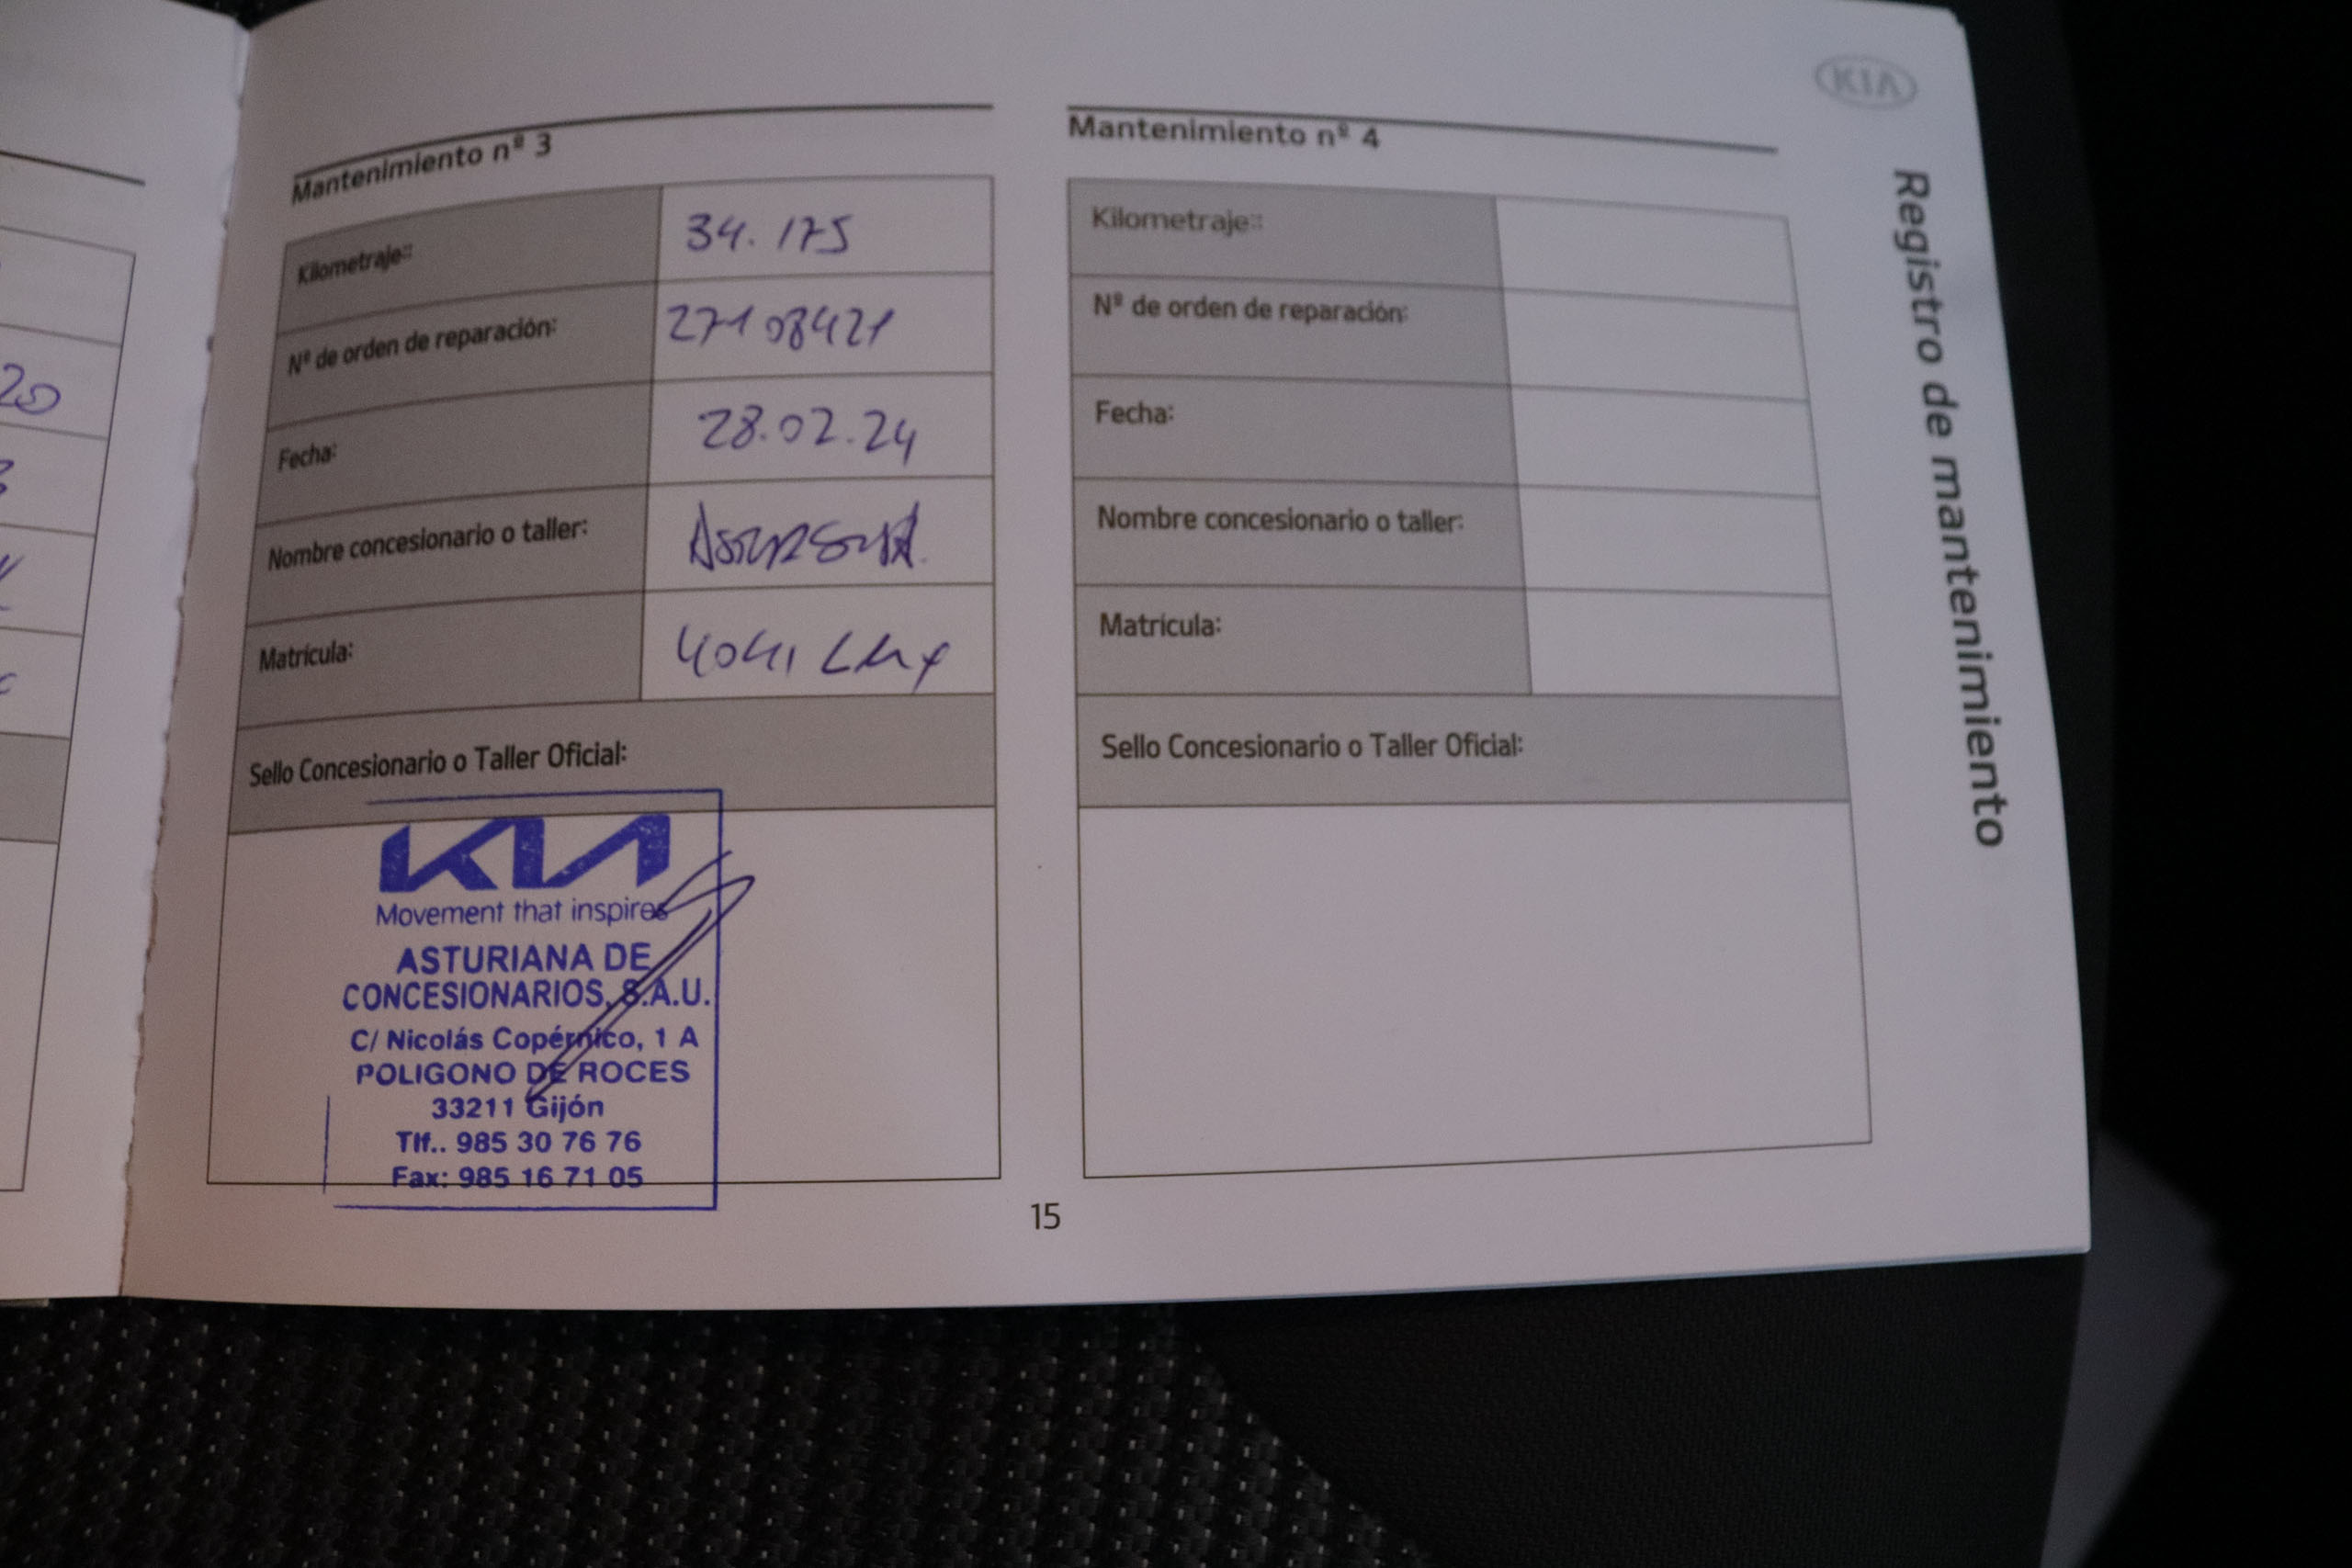 20
Mantenimiento nº 3
Kilometraje:: 34.175
Nº de orden de reparación: 27108421
Fecha: 28.02.24
Nombre concesionario o taller:
Matrícula: 4041
Sello Concesionario o Taller Oficial:
KIA
Movement that inspires
ASTURIANA DE
CONCESIONARIOS, S.A.U.
C/ Nicolás Copérnico, 1 A
POLIGONO DE ROCES
33211 Gijón
Tlf.. 985 30 76 76
Fax: 985 16 71 05
Mantenimiento nº 4
Kilometraje::
Nº de orden de reparación:
Fecha:
Nombre concesionario o taller:
Matrícula:
Sello Concesionario o Taller Oficial:
15
KIA
Registro de mantenimiento